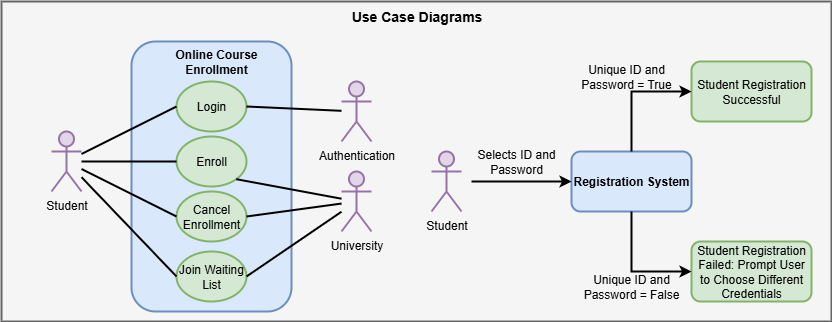 Use Case Diagrams
Online Course
Enrollment
Login
Enroll
Cancel
Enrollment
Join Waiting
List
Student
Authentication
University
Student
Selects ID and
Password
Registration System
Unique ID and
Password = True
Student Registration
Successful
Unique ID and
Password = False
Student Registration
Failed: Prompt User
to Choose Different
Credentials